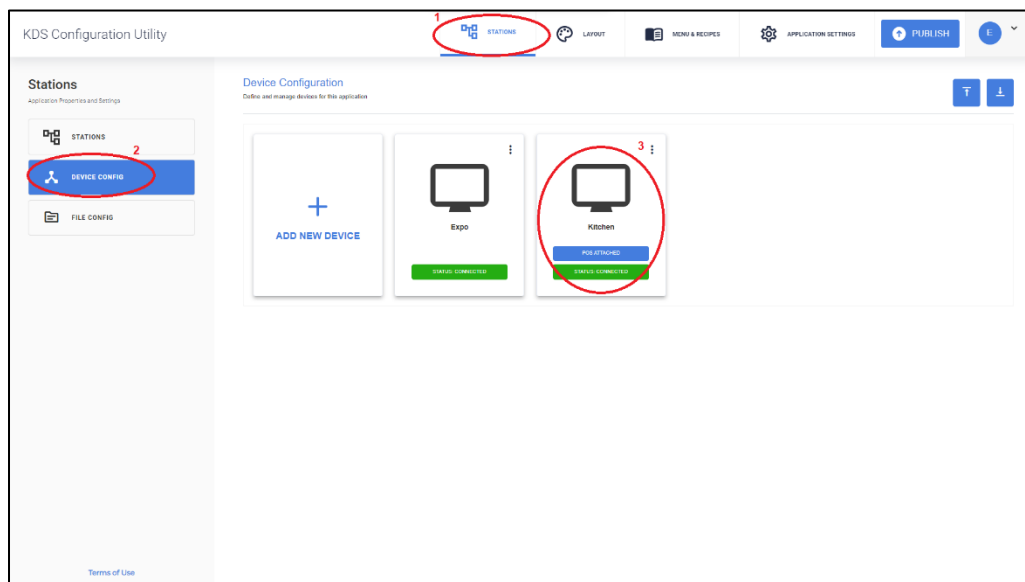 KDS Configuration Utility
1
STATIONS
LAYOUT
MENU & RECIPES
APPLICATION SETTINGS
PUBLISH
E
Stations
Application Properties and Settings
STATIONS
2
DEVICE CONFIG
FILE CONFIG
Device Configuration
Define and manage devices for this application
ADD NEW DEVICE
Expo
STATUS: CONNECTED
3
Kitchen
POS ATTACHED
STATUS: CONNECTED
Terms of Use